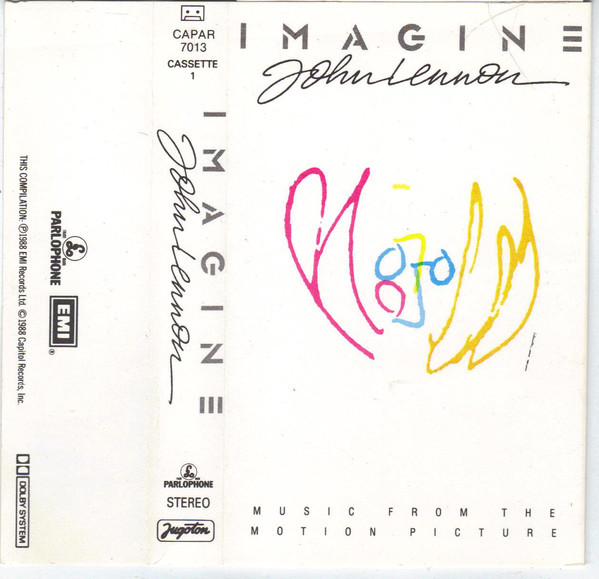 THIS COMPILATION: Ⓟ1988 EMI Records Ltd. © 1988 Capitol Records, Inc.
PARLOPHONE
EMI
®
DOLBY SYSTEM
CAPAR
7013
CASSETTE
1
IMAGINE
John Lennon
PARLOPHONE
STEREO
Jugoton
IMAGINE
John Lennon
MUSIC FROM THE
MOTION PICTURE